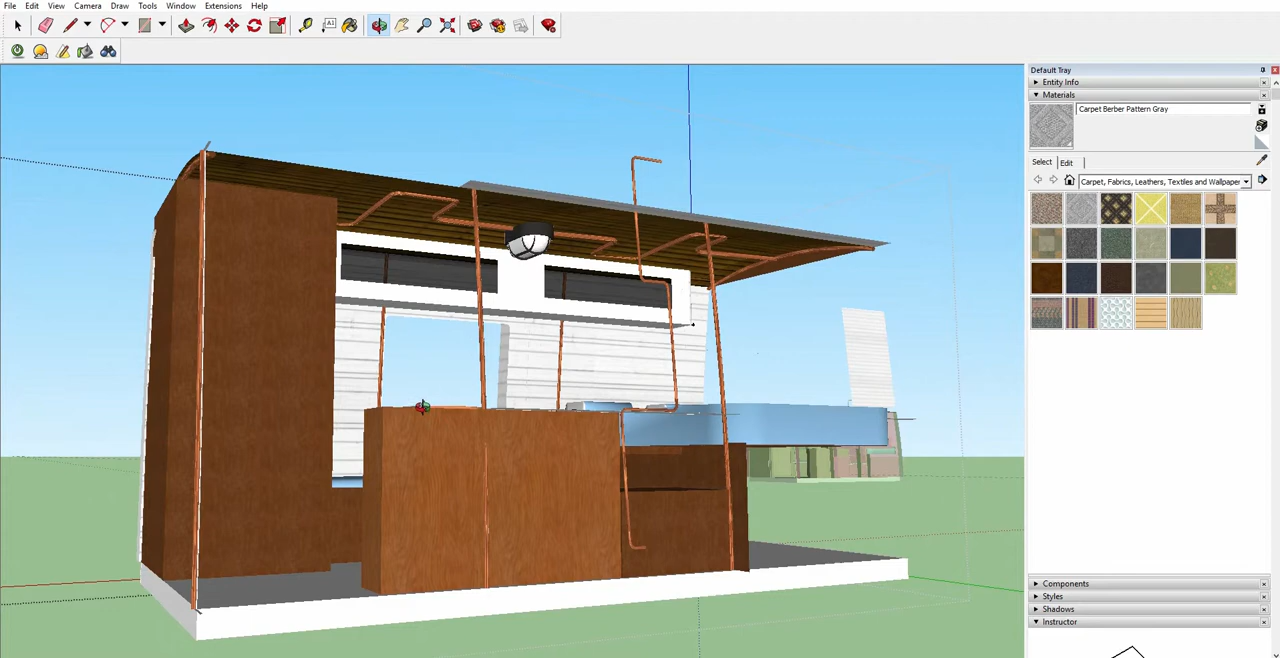 File Edit View Camera Draw Tools Window Extensions Help
A1
Default Tray
Entity Info
Materials
Carpet Berber Pattern Gray
Select Edit
Carpet, Fabrics, Leathers, Textiles and Wallpaper
Components
Styles
Shadows
Instructor